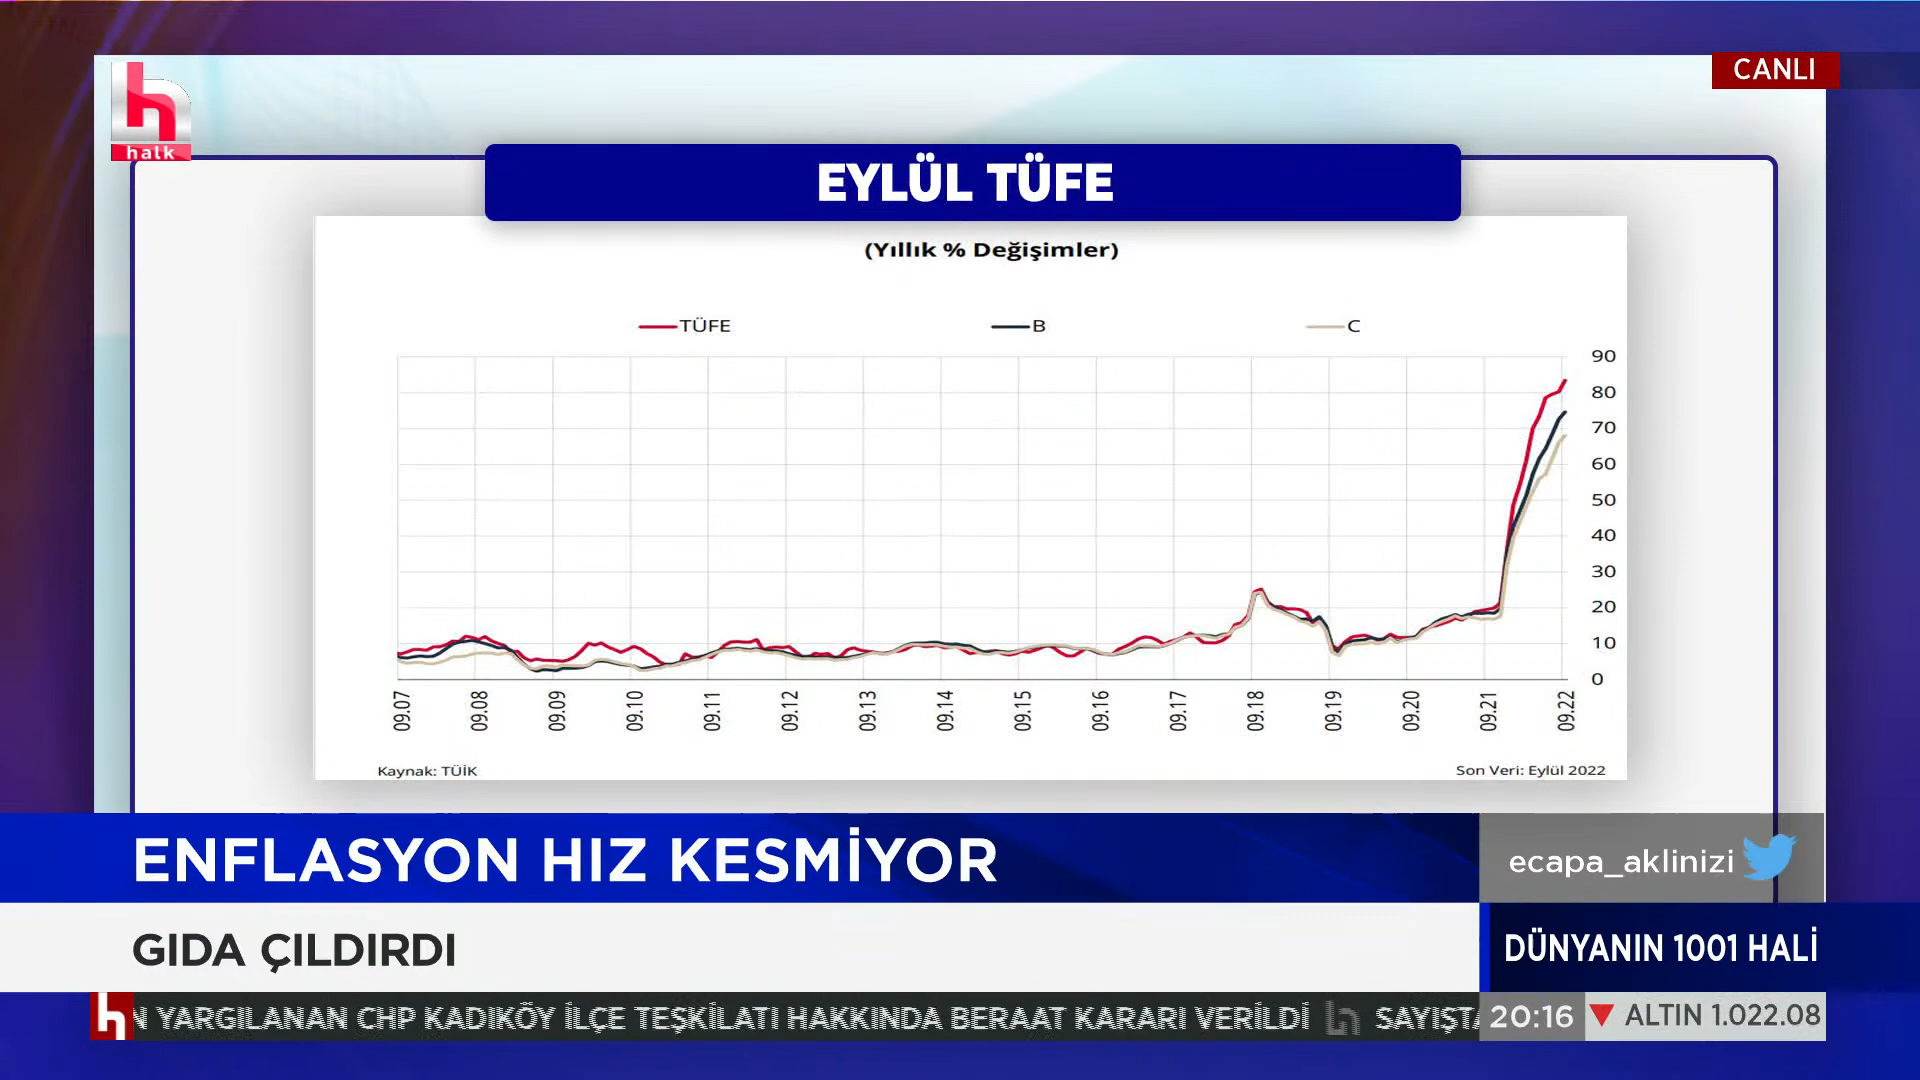 CANLI
h
halk
EYLÜL TÜFE
(Yıllık % Değişimler)
TÜFE B C
90
80
70
60
50
40
30
20
10
0
09.07 09.08 09.09 09.10 09.11 09.12 09.13 09.14 09.15 09.16 09.17 09.18 09.19 09.20 09.21 09.22
Kaynak: TÜİK Son Veri: Eylül 2022
ENFLASYON HIZ KESMİYOR
ecapa_aklinizi
GIDA ÇILDIRDI
DÜNYANIN 1001 HALİ
h N YARGILANAN CHP KADIKÖY İLÇE TEŞKİLATI HAKKINDA BERAAT KARARI VERİLDİ h SAYIŞTA 20:16 ALTIN 1.022.08